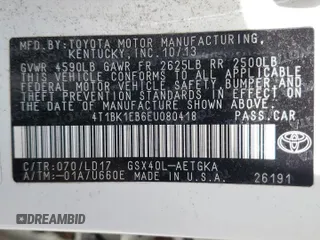 MFD.BY:TOYOTA MOTOR MANUFACTURING,
KENTUCKY,INC.10/13
GVWR 4590LB GAWR FR 2625LB RR 2500LB
THIS VEHICLE CONFORMS TO ALL APPLICABLE
FEDERAL MOTOR VEHICLE SAFETY, BUMPER, AND
THEFT PREVENTION STANDARDS IN EFFECT ON
THE DATE OF MANUFACTURE SHOWN ABOVE.
4T1BK1EB6EU080418
PASS.CAR
TOYOTA
C/TR:070/LD17 GSX40L-AETGKA
A/TM:-01A/U660E MADE IN U.S.A.
26191
AUTOBIDMASTER